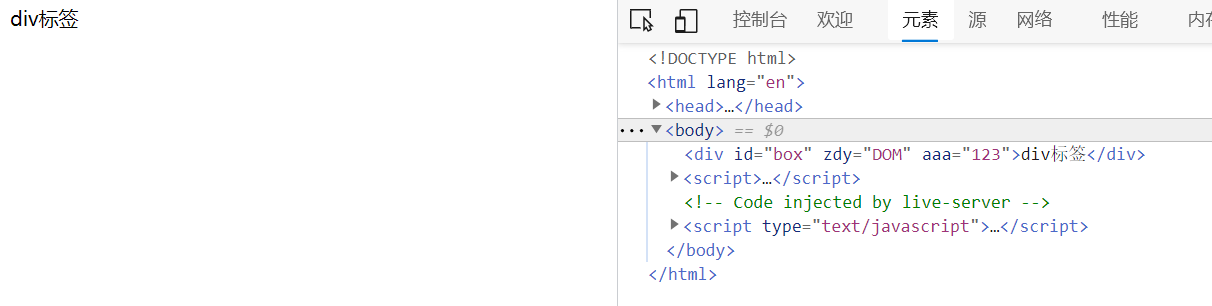 div标签
控制台 欢迎 元素 源 网络 性能 内存
<!DOCTYPE html>
<html lang="en">
<head>…</head>
<body> == $0
<div id="box" zdy="DOM" aaa="123">div标签</div>
<script>…</script>
<!-- Code injected by live-server -->
<script type="text/javascript">…</script>
</body>
</html>